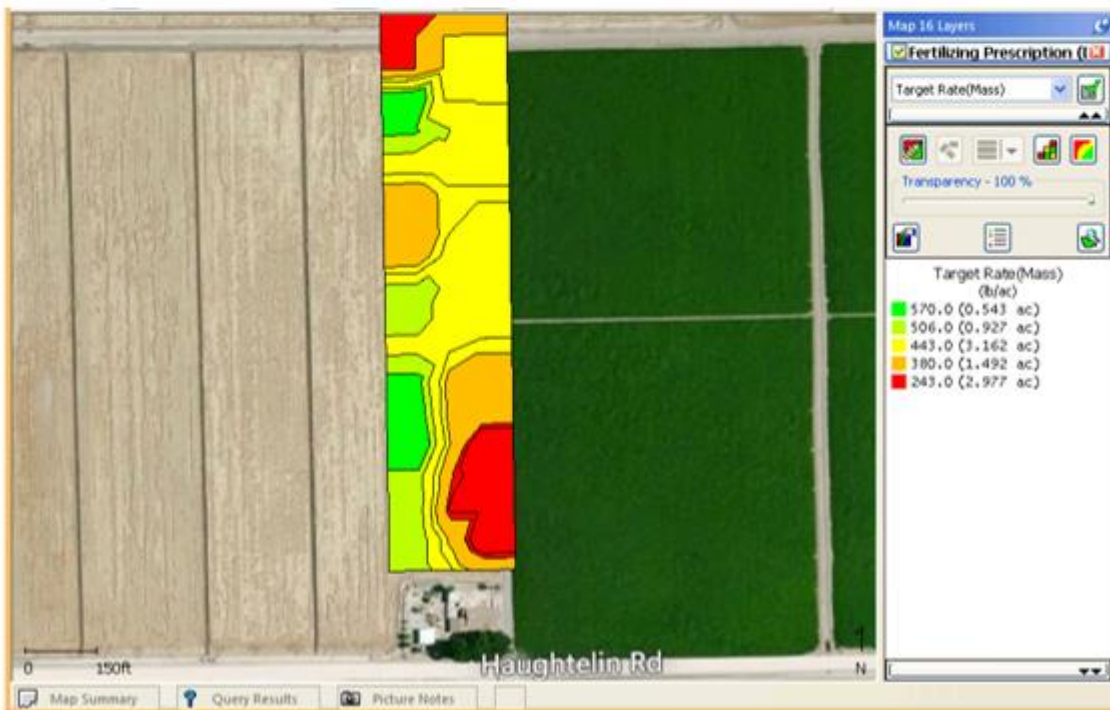 Map 16 Layers
Fertilizing Prescription (
Target Rate(Mass)
Transparency - 100 %
Target Rate(Mass)
(lb/ac)
570.0 (0.543 ac)
506.0 (0.927 ac)
443.0 (3.162 ac)
380.0 (1.492 ac)
243.0 (2.977 ac)
0 150ft
Haughtelin Rd
N
Map Summary
Query Results
Picture Notes